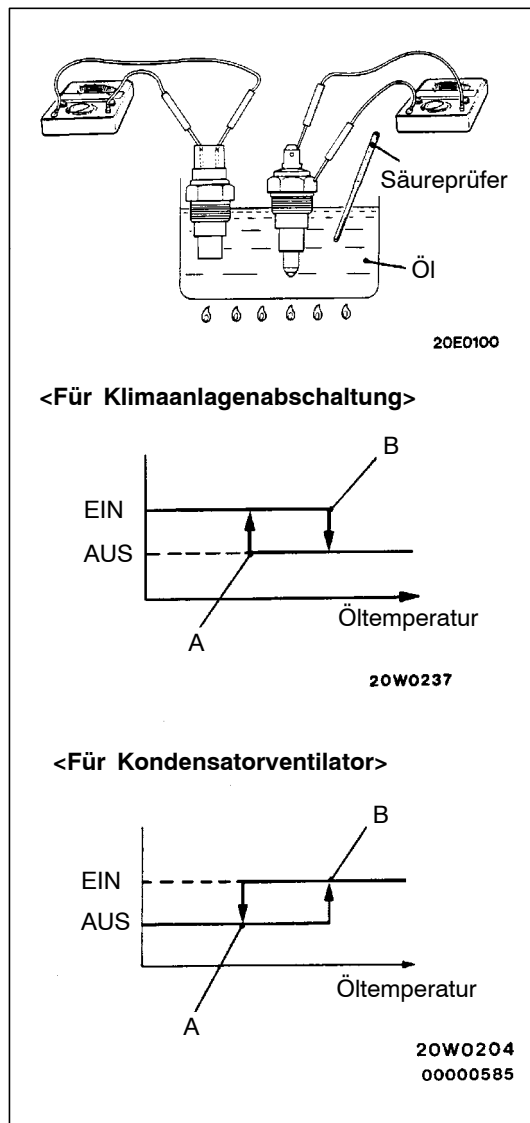 Säureprüfer
Öl
20E0100
<Für Klimaanlagenabschaltung>
B
EIN
AUS
Öltemperatur
A
20W0237
<Für Kondensatorventilator>
B
EIN
AUS
Öltemperatur
A
20W0204
00000585